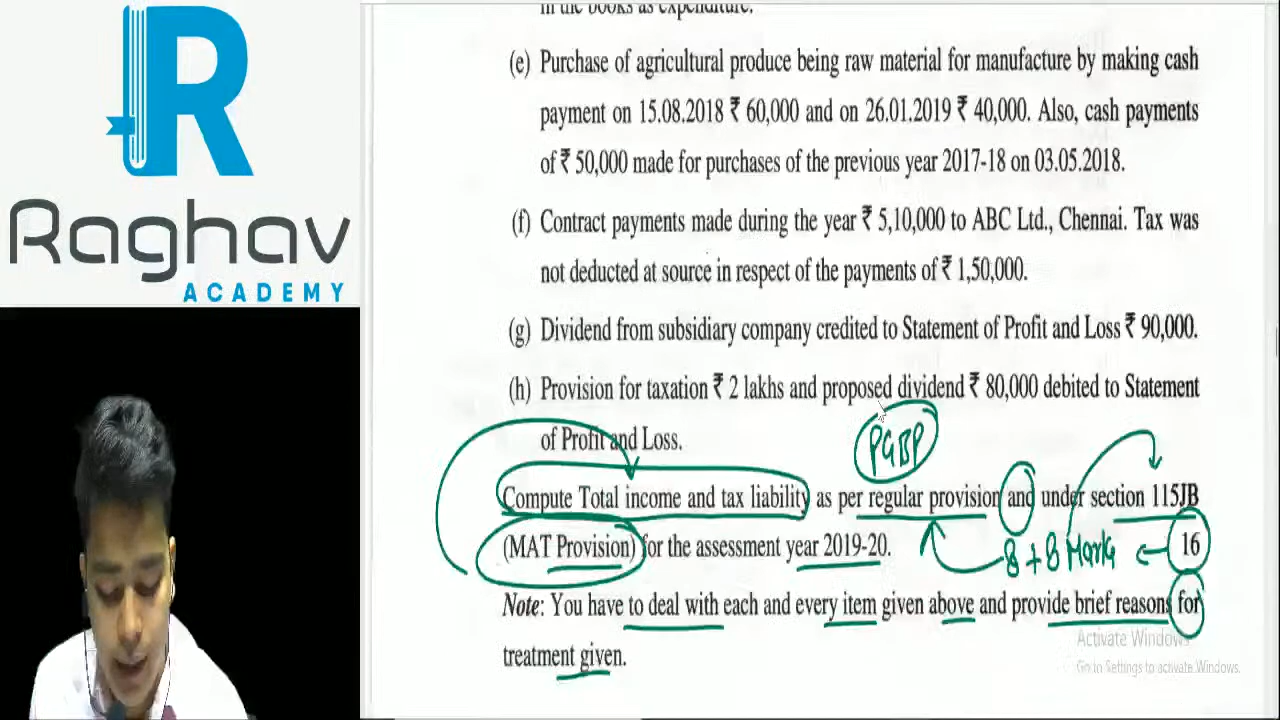 Raghav
ACADEMY
in the books as expenditure.
(e) Purchase of agricultural produce being raw material for manufacture by making cash
payment on 15.08.2018 ₹ 60,000 and on 26.01.2019 ₹ 40,000. Also, cash payments
of ₹ 50,000 made for purchases of the previous year 2017-18 on 03.05.2018.
(f) Contract payments made during the year ₹ 5,10,000 to ABC Ltd., Chennai. Tax was
not deducted at source in respect of the payments of ₹ 1,50,000.
(g) Dividend from subsidiary company credited to Statement of Profit and Loss ₹ 90,000.
(h) Provision for taxation ₹ 2 lakhs and proposed dividend ₹ 80,000 debited to Statement
of Profit and Loss.
PGBP
Compute Total income and tax liability as per regular provision and under section 115JB
(MAT Provision) for the assessment year 2019-20.
8 + 8 Mark
16
Note: You have to deal with each and every item given above and provide brief reasons for
treatment given.
Activate Windows
Go to Settings to activate Windows.